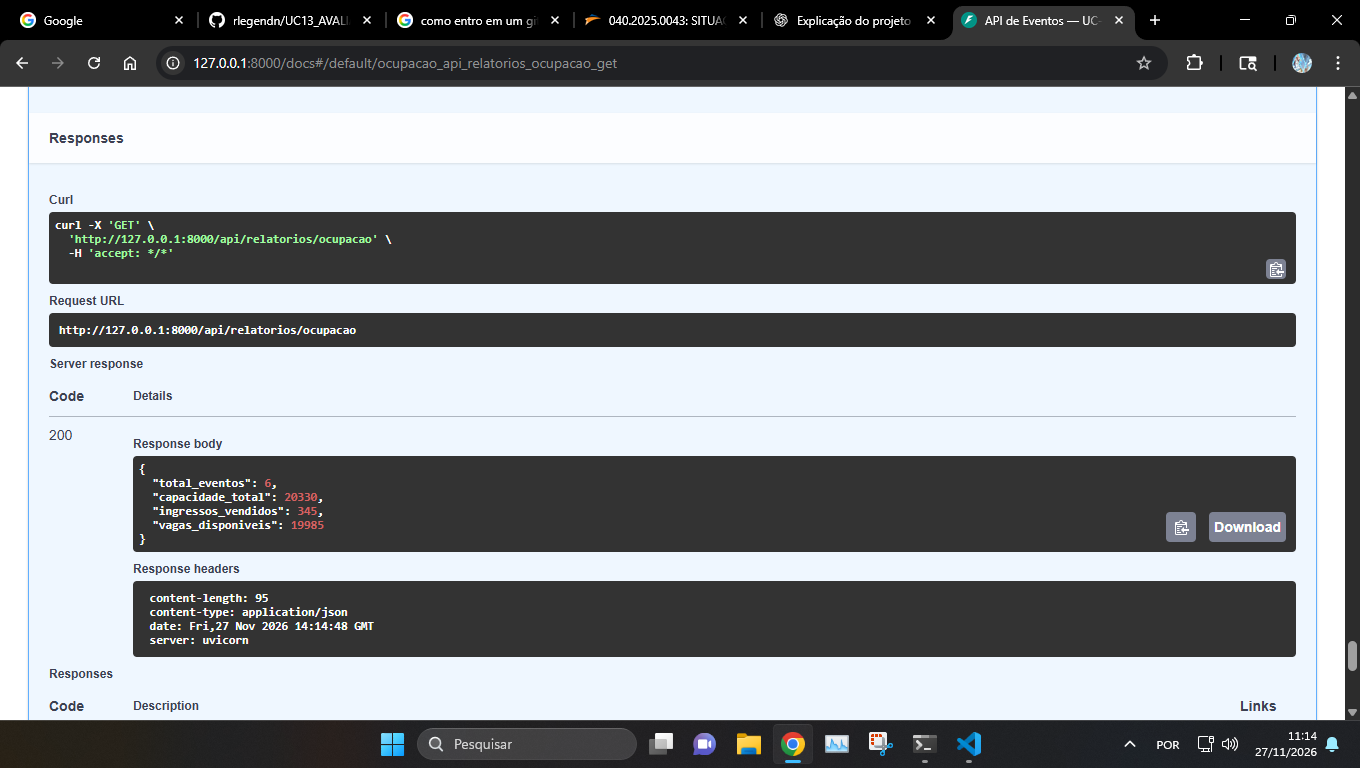 Google
rlegendn/UC13_AVALI
como entro em um git
040.2025.0043: SITUAÇ
Explicação do projeto
API de Eventos — UC-
127.0.0.1:8000/docs#/default/ocupacao_api_relatorios_ocupacao_get
Responses
Curl
curl -X 'GET' \
'http://127.0.0.1:8000/api/relatorios/ocupacao' \
-H 'accept: */*'
Request URL
http://127.0.0.1:8000/api/relatorios/ocupacao
Server response
Code Details
200
Response body
{
"total_eventos": 6,
"capacidade_total": 20330,
"ingressos_vendidos": 345,
"vagas_disponiveis": 19985
}
Download
Response headers
content-length: 95
content-type: application/json
date: Fri,27 Nov 2026 14:14:48 GMT
server: uvicorn
Responses
Code Description Links
Pesquisar
POR
11:14
27/11/2026